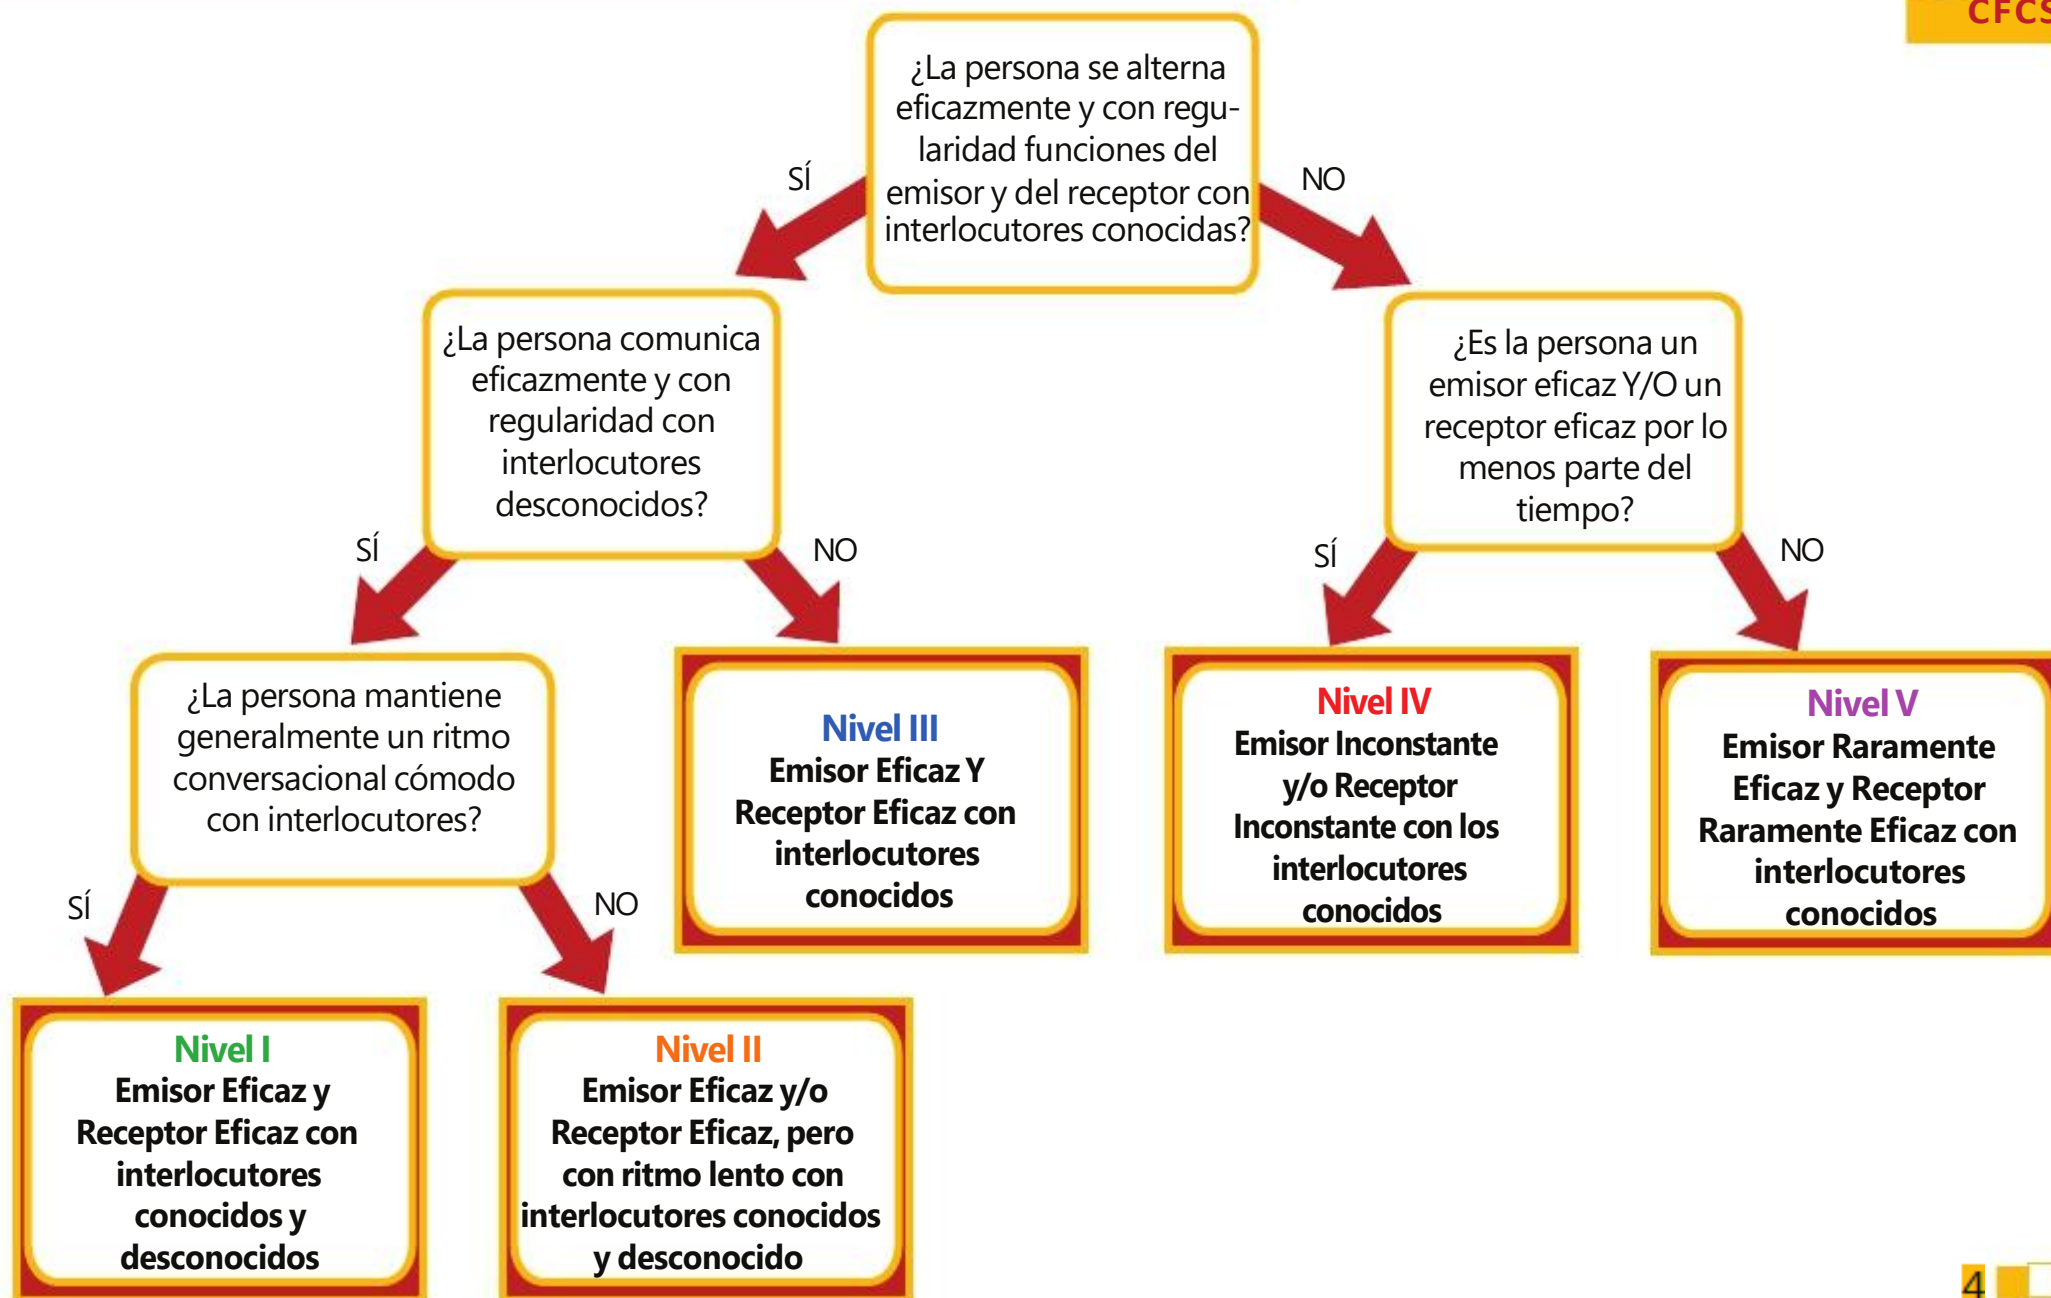 CFCS
¿La persona se alterna
eficazmente y con regu-
laridad funciones del
emisor y del receptor con
interlocutores conocidas?
SÍ
NO
¿La persona comunica
eficazmente y con
regularidad con
interlocutores
desconocidos?
¿Es la persona un
emisor eficaz Y/O un
receptor eficaz por lo
menos parte del
tiempo?
SÍ
NO
SÍ
NO
¿La persona mantiene
generalmente un ritmo
conversacional cómodo
con interlocutores?
Nivel III
Emisor Eficaz Y
Receptor Eficaz con
interlocutores
conocidos
Nivel IV
Emisor Inconstante
y/o Receptor
Inconstante con los
interlocutores
conocidos
Nivel V
Emisor Raramente
Eficaz y Receptor
Raramente Eficaz con
interlocutores
conocidos
SÍ
NO
Nivel I
Emisor Eficaz y
Receptor Eficaz con
interlocutores
conocidos y
desconocidos
Nivel II
Emisor Eficaz y/o
Receptor Eficaz, pero
con ritmo lento con
interlocutores conocidos
y desconocido
4